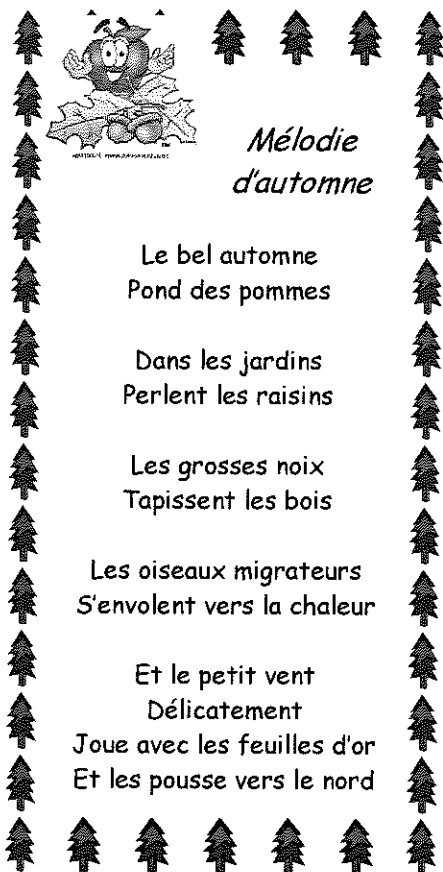 Mélodie
d'automne
Le bel automne
Pond des pommes
Dans les jardins
Perlent les raisins
Les grosses noix
Tapissent les bois
Les oiseaux migrateurs
S'envolent vers la chaleur
Et le petit vent
Délicatement
Joue avec les feuilles d'or
Et les pousse vers le nord